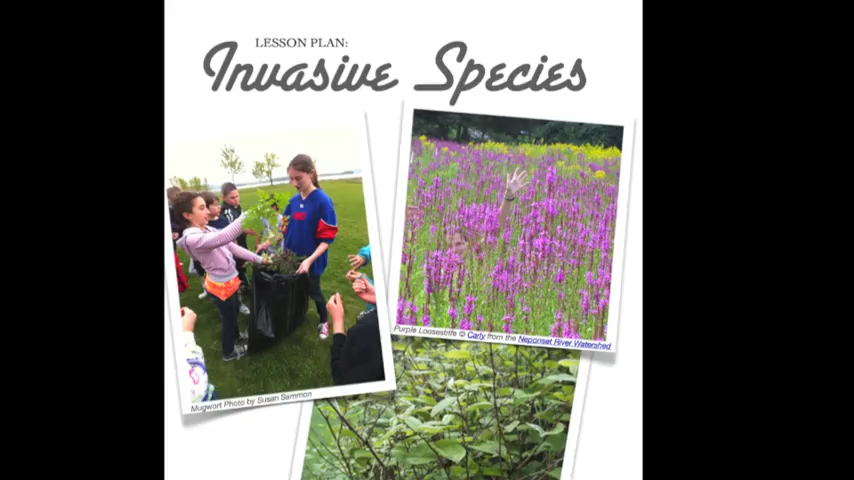 LESSON PLAN:
Invasive Species
Purple Loosestrife © Carly from the Neponset River Watershed
Mugwort Photo by Susan Sammon